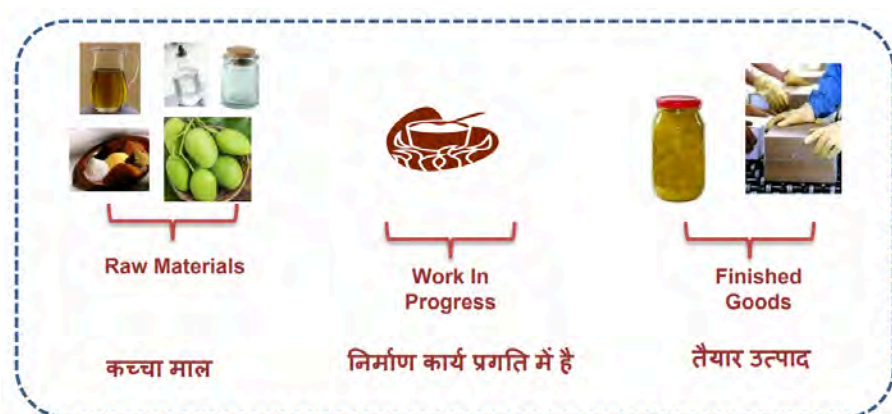 Raw Materials
Work In
Progress
Finished
Goods
कच्चा माल
निर्माण कार्य प्रगति में है
तैयार उत्पाद